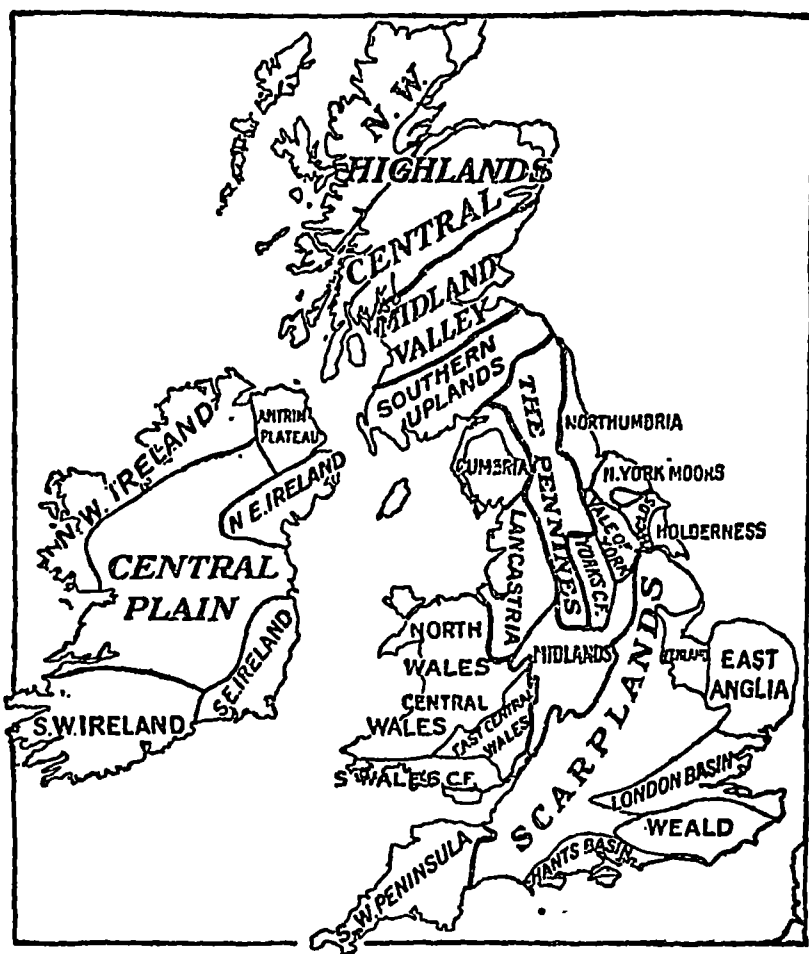 N.W.
HIGHLANDS
CENTRAL
MIDLAND
VALLEY
SOUTHERN
UPLANDS
THE PENNINES
NORTHUMBRIA
ANTRIM
PLATEAU
N.W. IRELAND
N E. IRELAND
CUMBRIA
N. YORK MOORS
VALE OF
YORK
HOLDERNESS
LANCASTRIA
YORKS C.F.
CENTRAL
PLAIN
S.E. IRELAND
S.W. IRELAND
NORTH
WALES
MIDLANDS
EAST
ANGLIA
CENTRAL
WALES
EAST CENTRAL
WALES
S WALES C.F.
SCARPLANDS
LONDON BASIN
WEALD
HANTS BASIN
S.W. PENINSULA